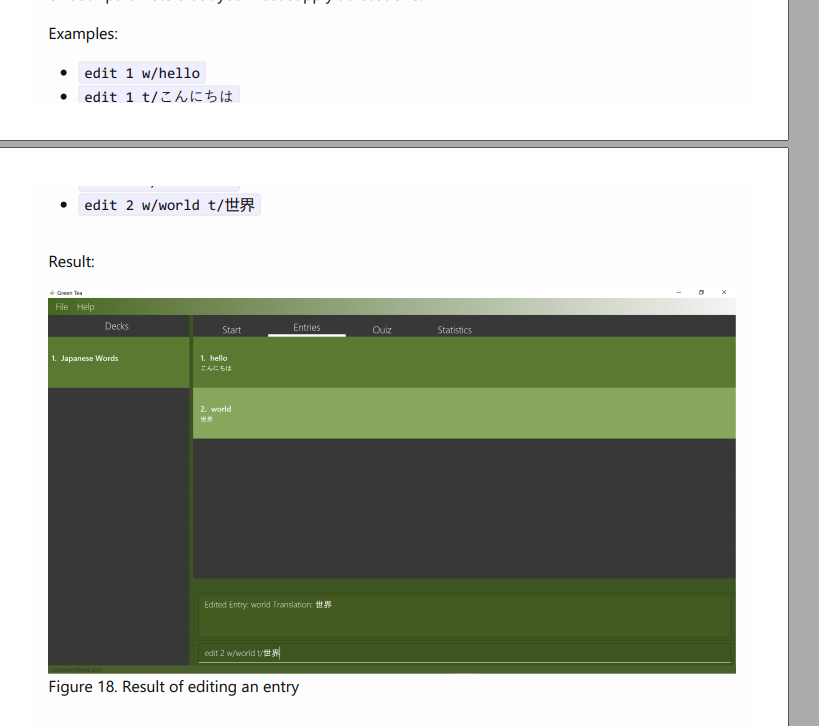 Examples:
edit 1 w/hello
edit 1 t/こんにちは
edit 2 w/world t/世界
Result:
Green Tea
File Help
Decks
Start Entries Quiz Statistics
1. Japanese Words
1. hello
こんにちは
2. world
世界
Edited Entry: world Translation: 世界
edit 2 w/world t/世界
Figure 18. Result of editing an entry